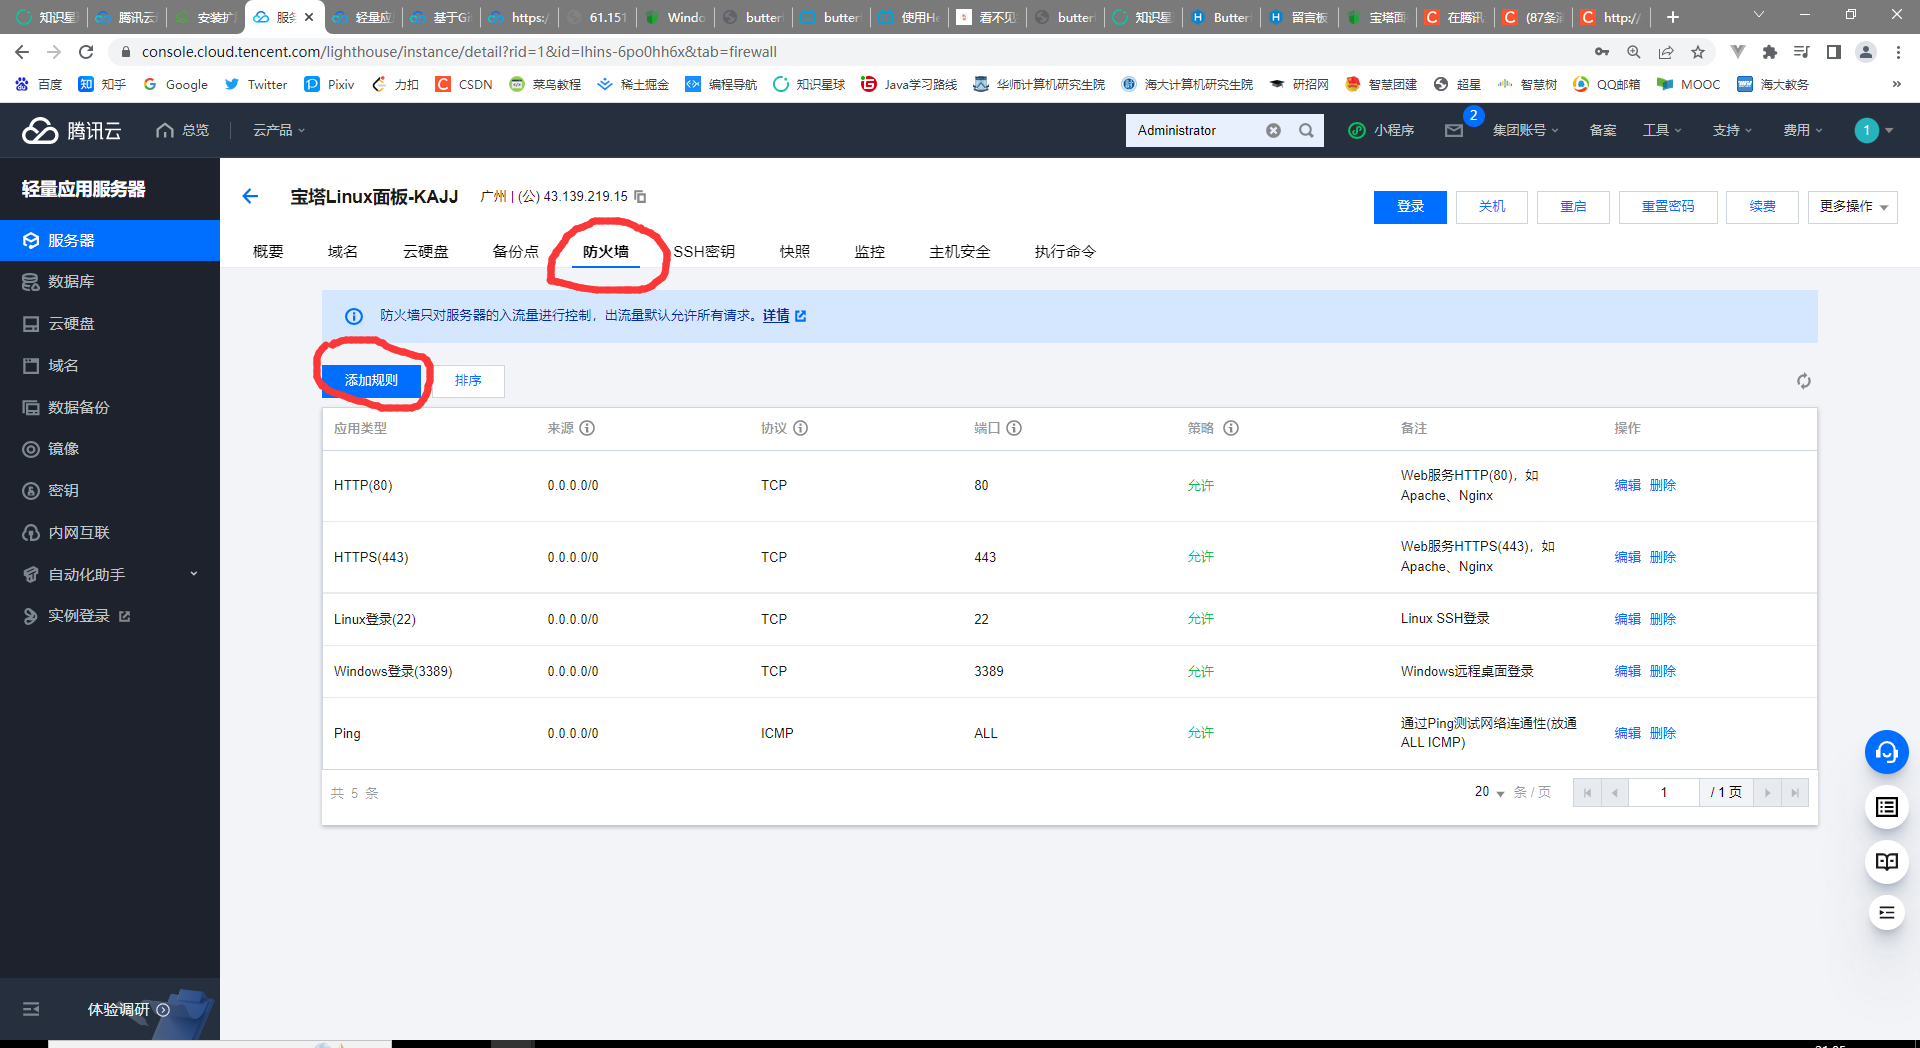 知识星
腾讯云
安装扩
服务
轻量应
基于Gi
https:/
61.151
Windo
butter
butter
使用He
看不见
butter
知识星
Butter
留言板
宝塔面
在腾讯
(87条消
http://
console.cloud.tencent.com/lighthouse/instance/detail?rid=1&id=lhins-6po0hh6x&tab=firewall
百度
知乎
Google
Twitter
Pixiv
力扣
CSDN
菜鸟教程
稀土掘金
编程导航
知识星球
Java学习路线
华师计算机研究生院
海大计算机研究生院
研招网
智慧团建
超星
智慧树
QQ邮箱
MOOC
海大教务
»
腾讯云
总览
云产品
Administrator
小程序
2
集团账号
备案
工具
支持
费用
1
轻量应用服务器
服务器
数据库
云硬盘
域名
数据备份
镜像
密钥
内网互联
自动化助手
实例登录
体验调研
宝塔Linux面板-KAJJ
广州 | (公) 43.139.219.15
登录
关机
重启
重置密码
续费
更多操作
概要
域名
云硬盘
备份点
防火墙
SSH密钥
快照
监控
主机安全
执行命令
防火墙只对服务器的入流量进行控制，出流量默认允许所有请求。详情
添加规则
排序
应用类型 来源 协议 端口 策略 备注 操作
HTTP(80) 0.0.0.0/0 TCP 80 允许 Web服务HTTP(80)，如
Apache、Nginx
编辑 删除
HTTPS(443) 0.0.0.0/0 TCP 443 允许 Web服务HTTPS(443)，如
Apache、Nginx
编辑 删除
Linux登录(22) 0.0.0.0/0 TCP 22 允许 Linux SSH登录 编辑 删除
Windows登录(3389) 0.0.0.0/0 TCP 3389 允许 Windows远程桌面登录 编辑 删除
Ping 0.0.0.0/0 ICMP ALL 允许 通过Ping测试网络连通性(放通
ALL ICMP)
编辑 删除
共 5 条
20 条 / 页
1
/ 1 页